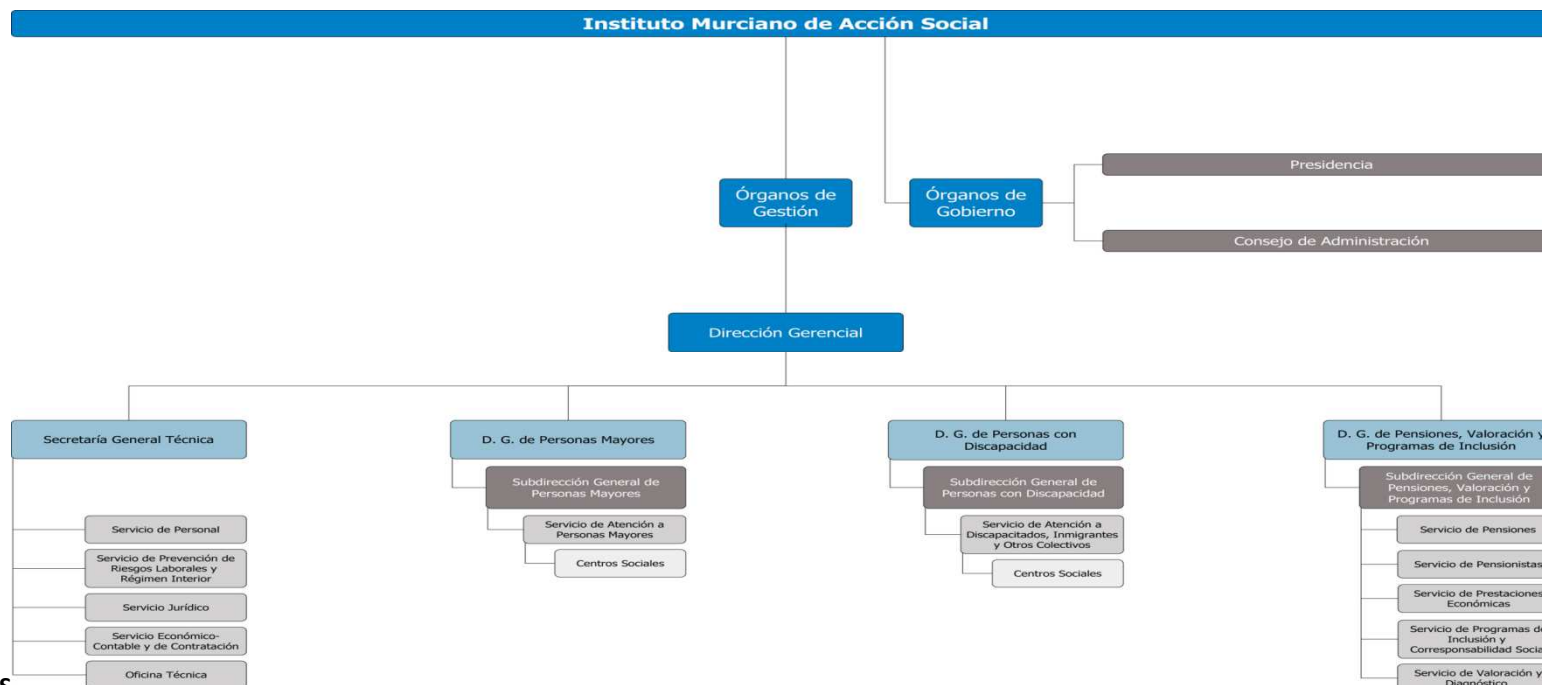 Instituto Murciano de Acción Social
Presidencia
Órganos de
Gestión
Órganos de
Gobierno
Consejo de Administración
Dirección Gerencial
Secretaría General Técnica
Servicio de Personal
Servicio de Prevención de
Riesgos Laborales y
Régimen Interior
Servicio Jurídico
Servicio Económico-
Contable y de Contratación
Oficina Técnica
D. G. de Personas Mayores
Subdirección General de
Personas Mayores
Servicio de Atención a
Personas Mayores
Centros Sociales
D. G. de Personas con
Discapacidad
Subdirección General de
Personas con Discapacidad
Servicio de Atención a
Discapacitados, Inmigrantes
y Otros Colectivos
Centros Sociales
D. G. de Pensiones, Valoración y
Programas de Inclusión
Subdirección General de
Pensiones, Valoración y
Programas de Inclusión
Servicio de Pensiones
Servicio de Pensionistas
Servicio de Prestaciones
Económicas
Servicio de Programas de
Inclusión y
Corresponsabilidad Social
Servicio de Valoración y
Diagnóstico
s